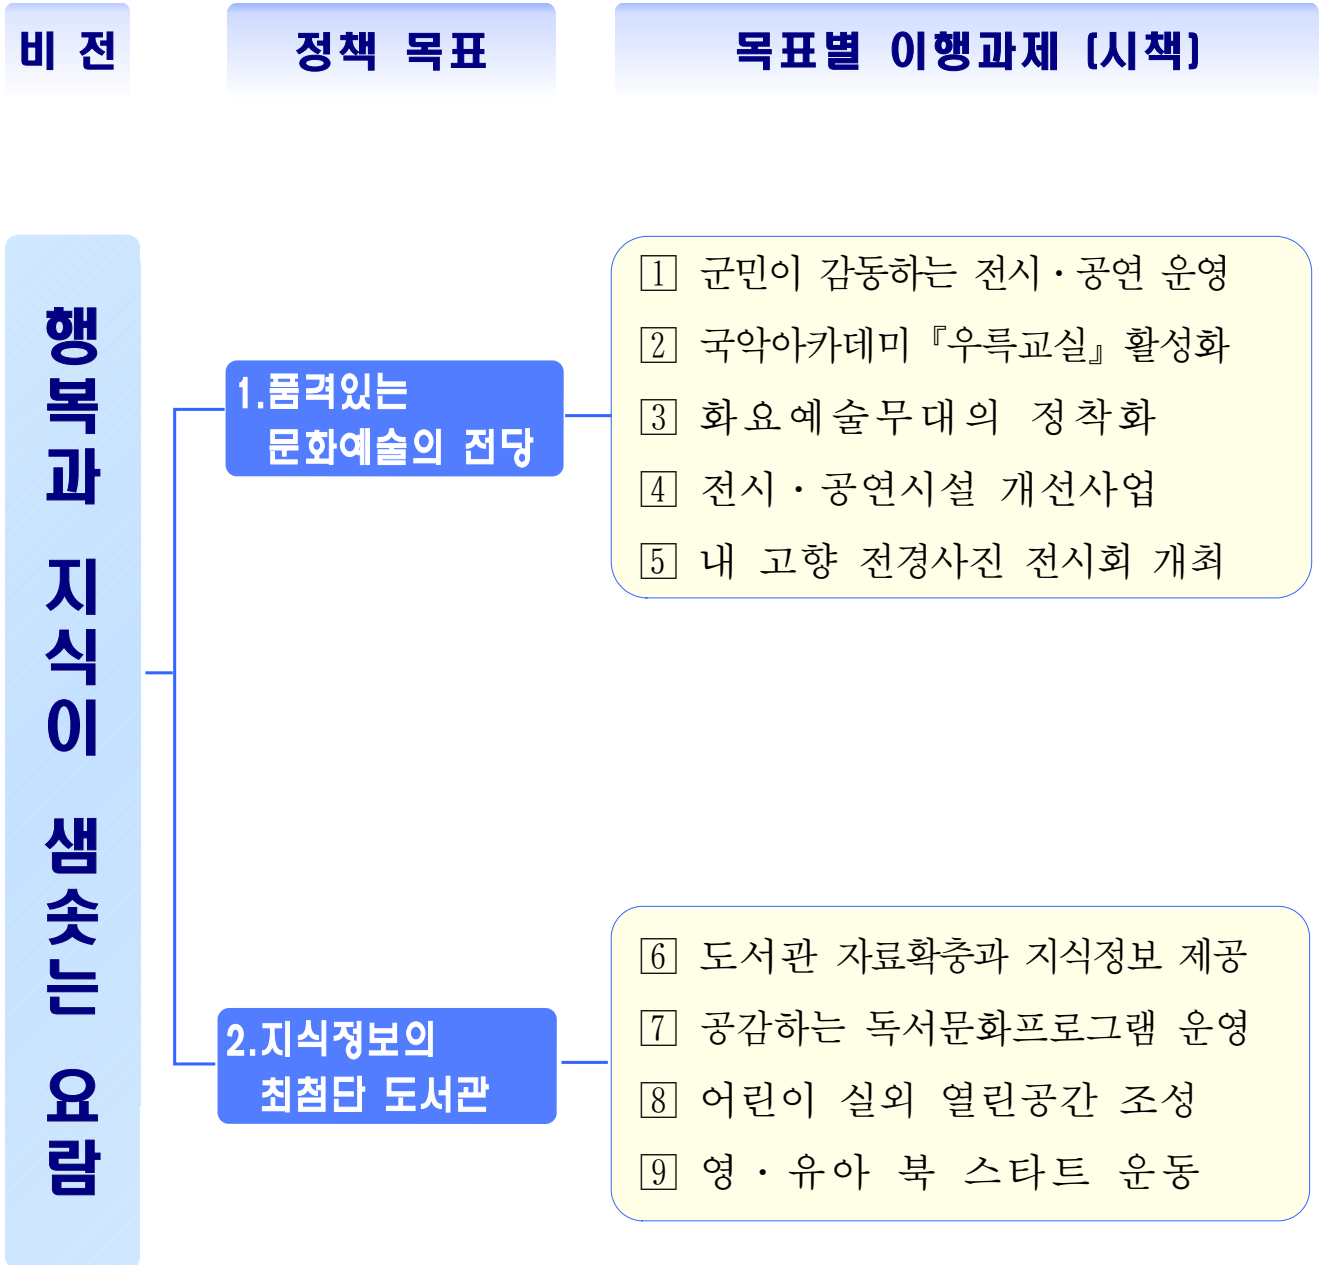 비 전
정책 목표
목표별 이행과제 (시책)
행복과 지식이 샘솟는 요람
1.품격있는
문화예술의 전당
1 군민이 감동하는 전시·공연 운영
2 국악아카데미『우륵교실』활성화
3 화요예술무대의 정착화
4 전시·공연시설 개선사업
5 내 고향 전경사진 전시회 개최
2.지식정보의
최첨단 도서관
6 도서관 자료확충과 지식정보 제공
7 공감하는 독서문화프로그램 운영
8 어린이 실외 열린공간 조성
9 영·유아 북 스타트 운동